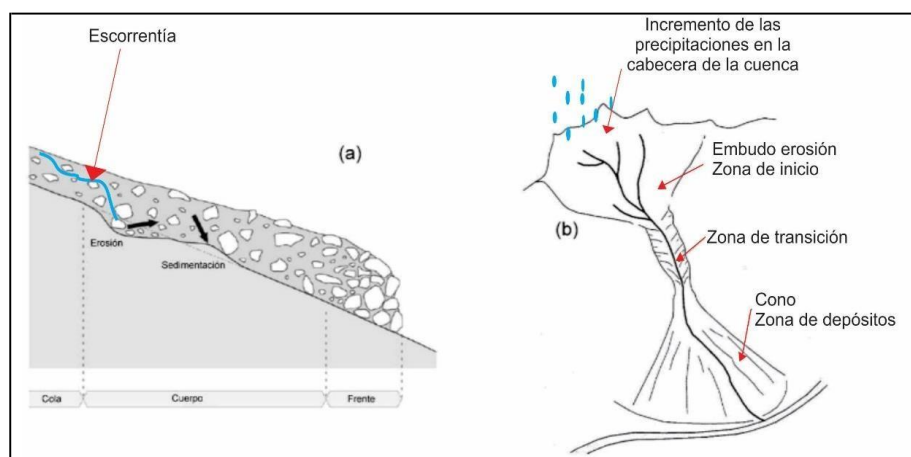 Escorrentía
(a)
Erosión
Sedimentación
Cola
Cuerpo
Frente
Incremento de las
precipitaciones en la
cabecera de la cuenca
Embudo erosión
Zona de inicio
(b)
Zona de transición
Cono
Zona de depósitos